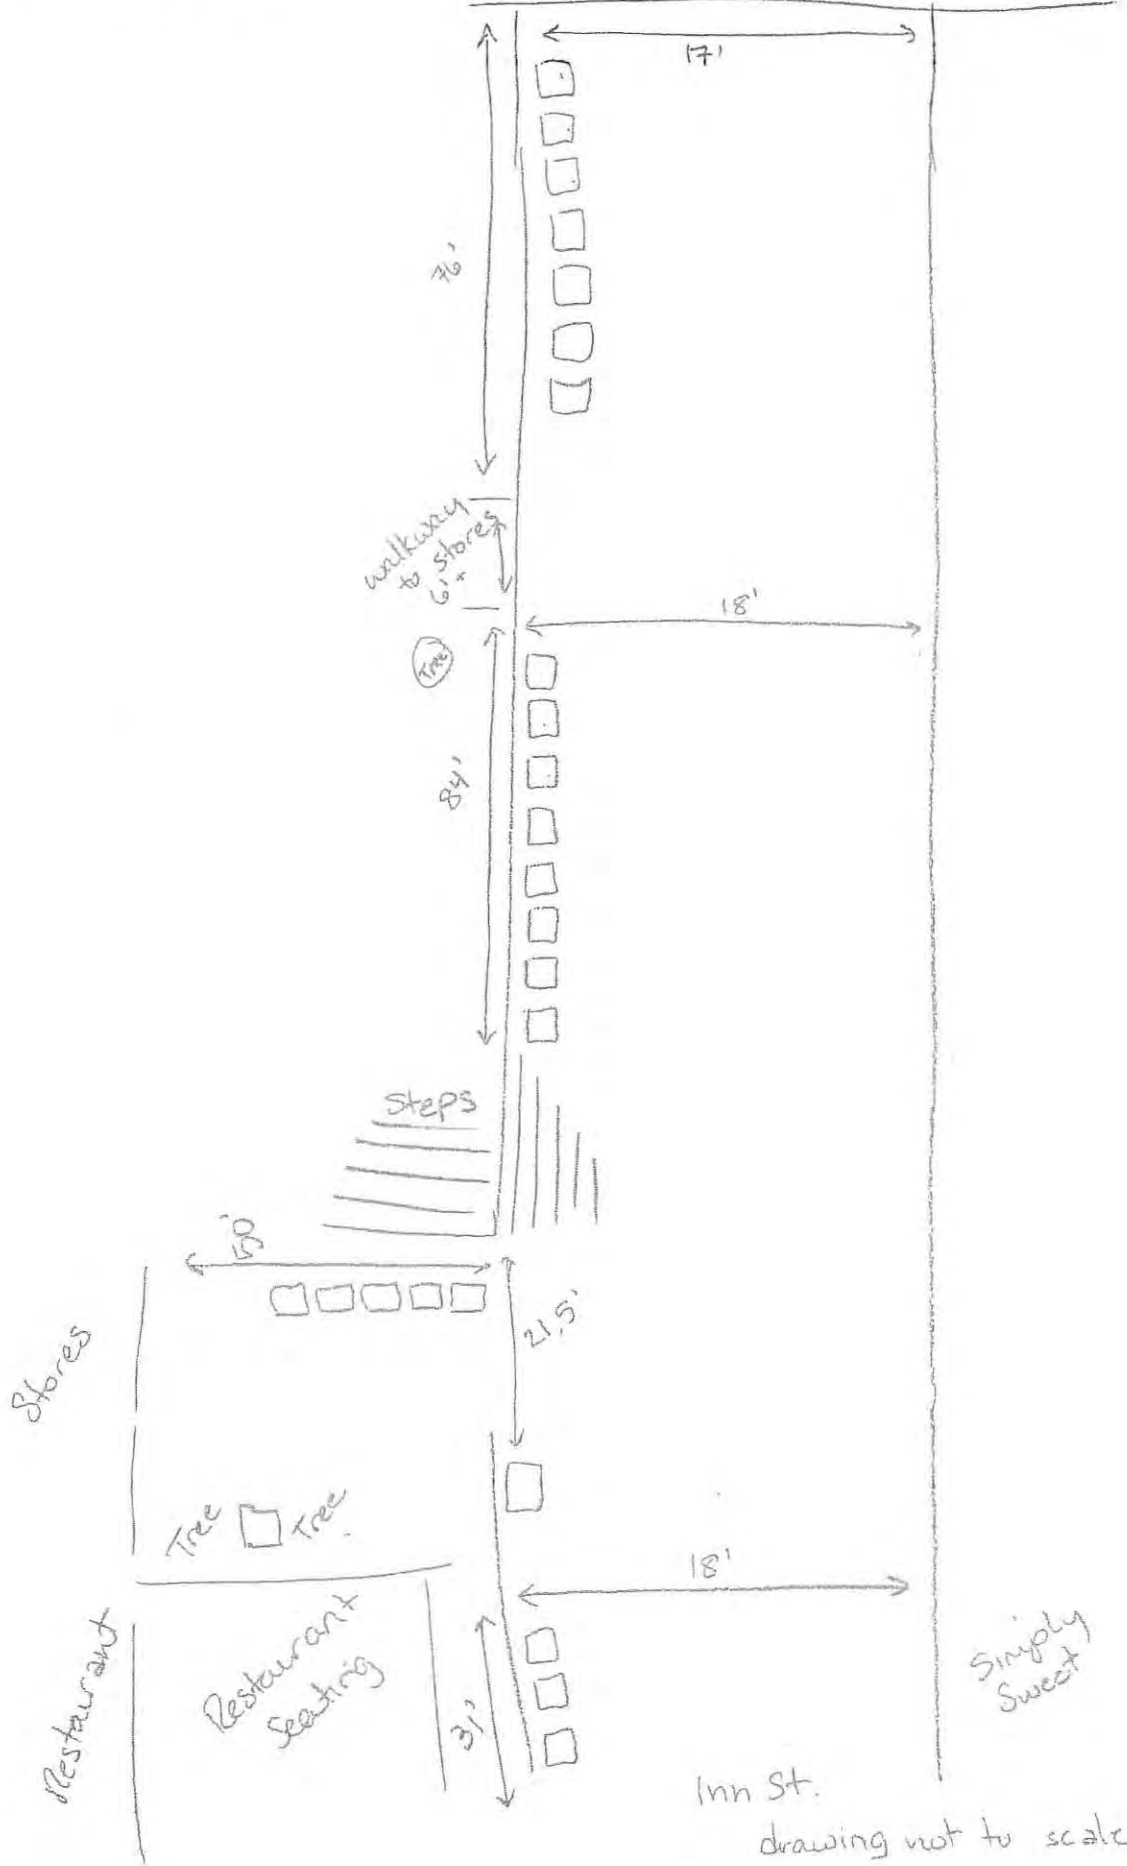 17'
76'
walkway
to stores
6'
18'
Tree
84'
Steps
21,5'
Stores
Tree
Tree
18'
Restaurant
Restaurant
Seating
31'
Simply
Sweet
Inn St.
drawing not to scale